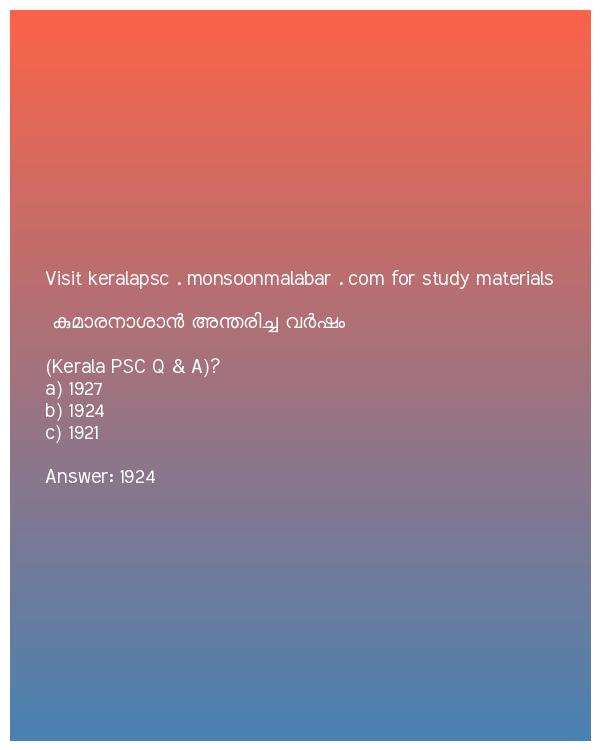 Visit keralapsc . monsoonmalabar . com for study materials
കുമാരനാശാൻ അന്തരിച്ച വർഷം
(Kerala PSC Q & A)?
a) 1927
b) 1924
c) 1921
Answer: 1924